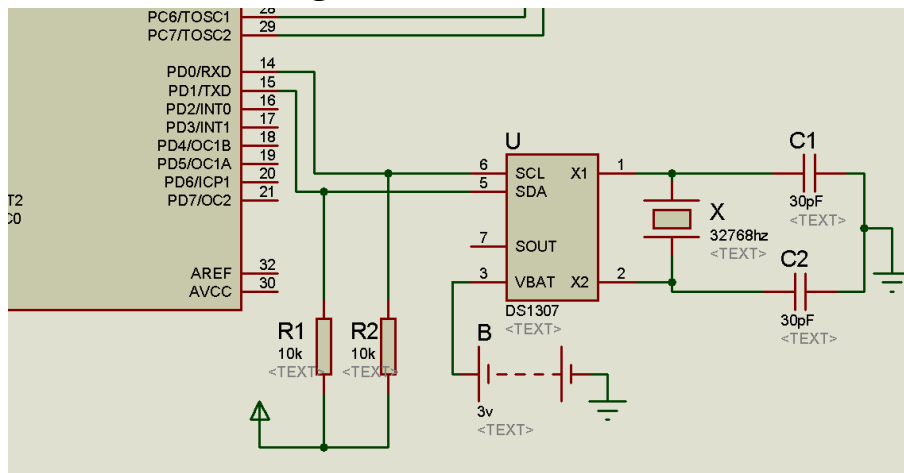 PC6/TOSC1 28
PC7/TOSC2 29
PD0/RXD 14
PD1/TXD 15
PD2/INT0 16
PD3/INT1 17
PD4/OC1B 18
PD5/OC1A 19
PD6/ICP1 20
PD7/OC2 21
T2
C0
AREF 32
AVCC 30
U
6 SCL X1 1
5 SDA
7 SOUT
3 VBAT X2 2
DS1307
<TEXT>
C1
30pF
<TEXT>
X
32768hz
<TEXT>
C2
30pF
<TEXT>
R1
10k
<TEXT>
R2
10k
<TEXT>
B
3v
<TEXT>